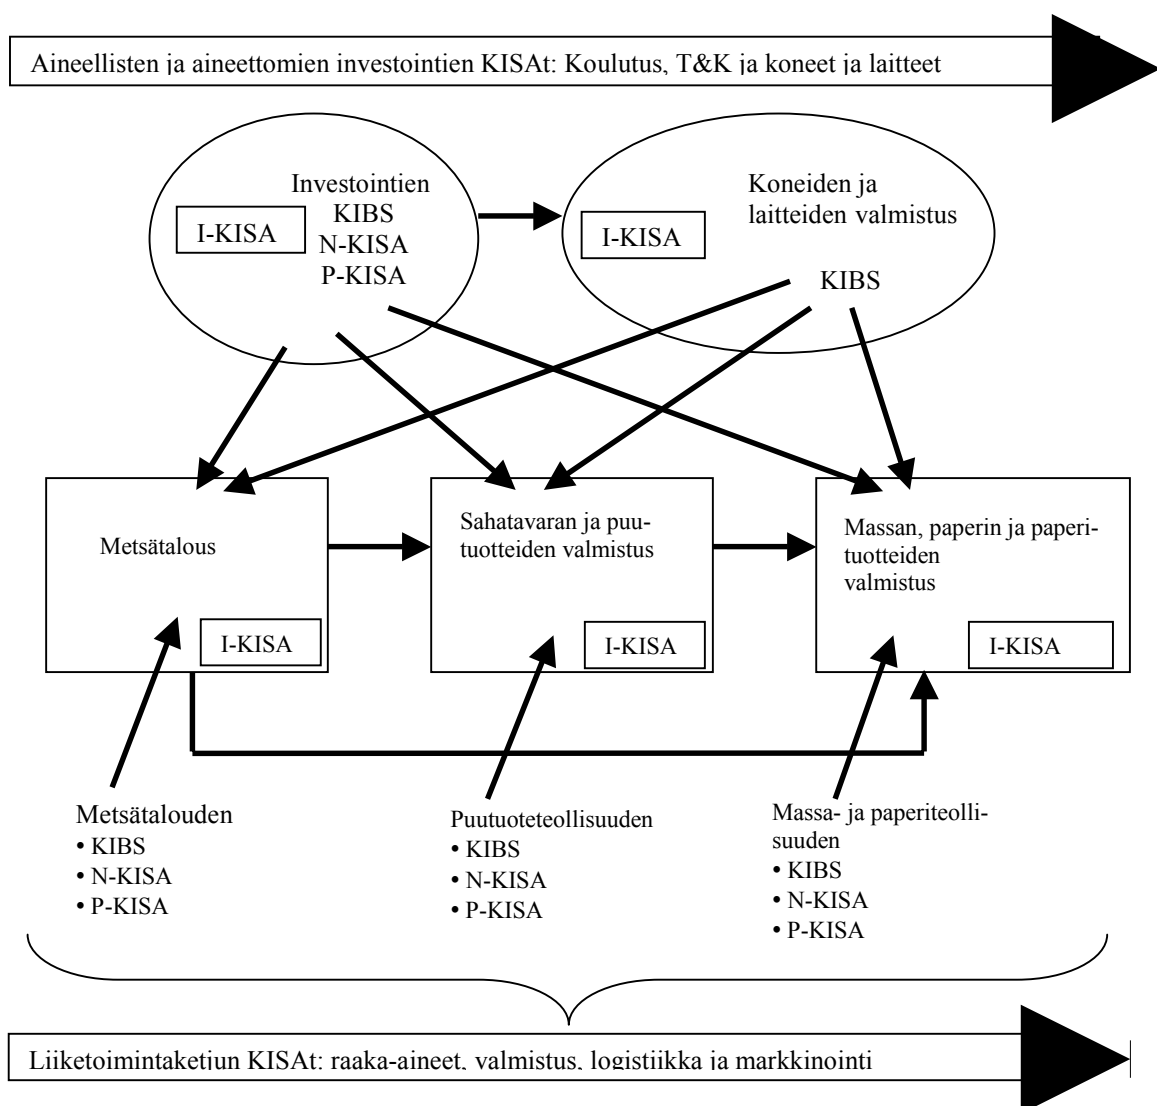 Aineellisten ja aineettomien investointien KISAt: Koulutus, T&K ja koneet ja laitteet
Investointien
KIBS
N-KISA
P-KISA
I-KISA
Koneiden ja
laitteiden valmistus
I-KISA
KIBS
Metsätalous
I-KISA
Sahatavaran ja puu-
tuotteiden valmistus
I-KISA
Massan, paperin ja paperi-
tuotteiden
valmistus
I-KISA
Metsätalouden
• KIBS
• N-KISA
• P-KISA
Puutuoteteollisuuden
• KIBS
• N-KISA
• P-KISA
Massa- ja paperiteolli-
suuden
• KIBS
• N-KISA
• P-KISA
Liiketoimintaketjun KISAt: raaka-aineet, valmistus, logistiikka ja markkinointi